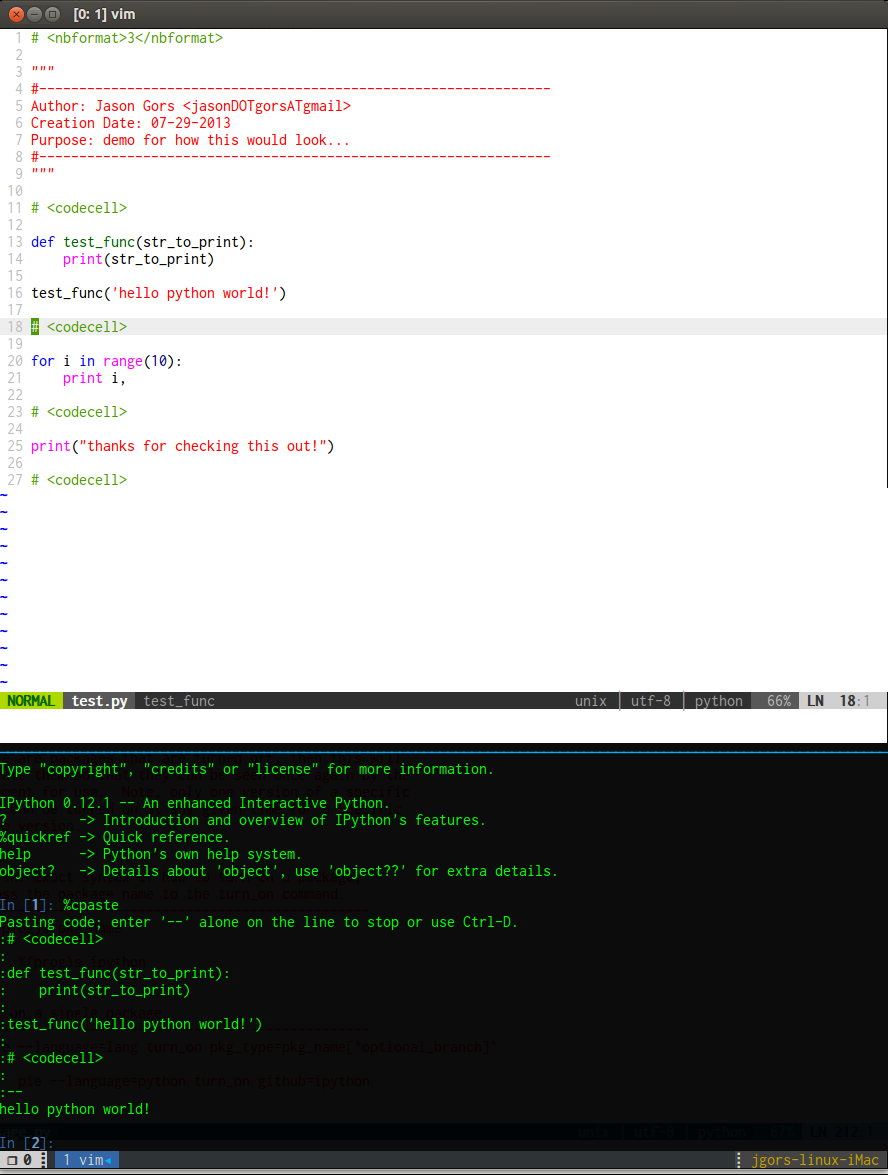 [0: 1] vim
1 # <nbformat>3</nbformat>
2
3 """
4 #----------------------------------------------------------------
5 Author: Jason Gors <jasonDOTgorsATgmail>
6 Creation Date: 07-29-2013
7 Purpose: demo for how this would look...
8 #----------------------------------------------------------------
9 """
10
11 # <codecell>
12
13 def test_func(str_to_print):
14     print(str_to_print)
15
16 test_func('hello python world!')
17
18 # <codecell>
19
20 for i in range(10):
21     print i,
22
23 # <codecell>
24
25 print("thanks for checking this out!")
26
27 # <codecell>
~
~
~
~
~
~
~
~
~
~
~
~
NORMAL test.py test_func unix utf-8 python 66% LN 18:1
Type "copyright", "credits" or "license" for more information.
IPython 0.12.1 -- An enhanced Interactive Python.
?         -> Introduction and overview of IPython's features.
%quickref -> Quick reference.
help      -> Python's own help system.
object?   -> Details about 'object', use 'object??' for extra details.
In [1]: %cpaste
Pasting code; enter '--' alone on the line to stop or use Ctrl-D.
:# <codecell>
:
:def test_func(str_to_print):
:    print(str_to_print)
:
:test_func('hello python world!')
:
:# <codecell>
:
:--
hello python world!
In [2]:
0 1 vim jgors-linux-iMac